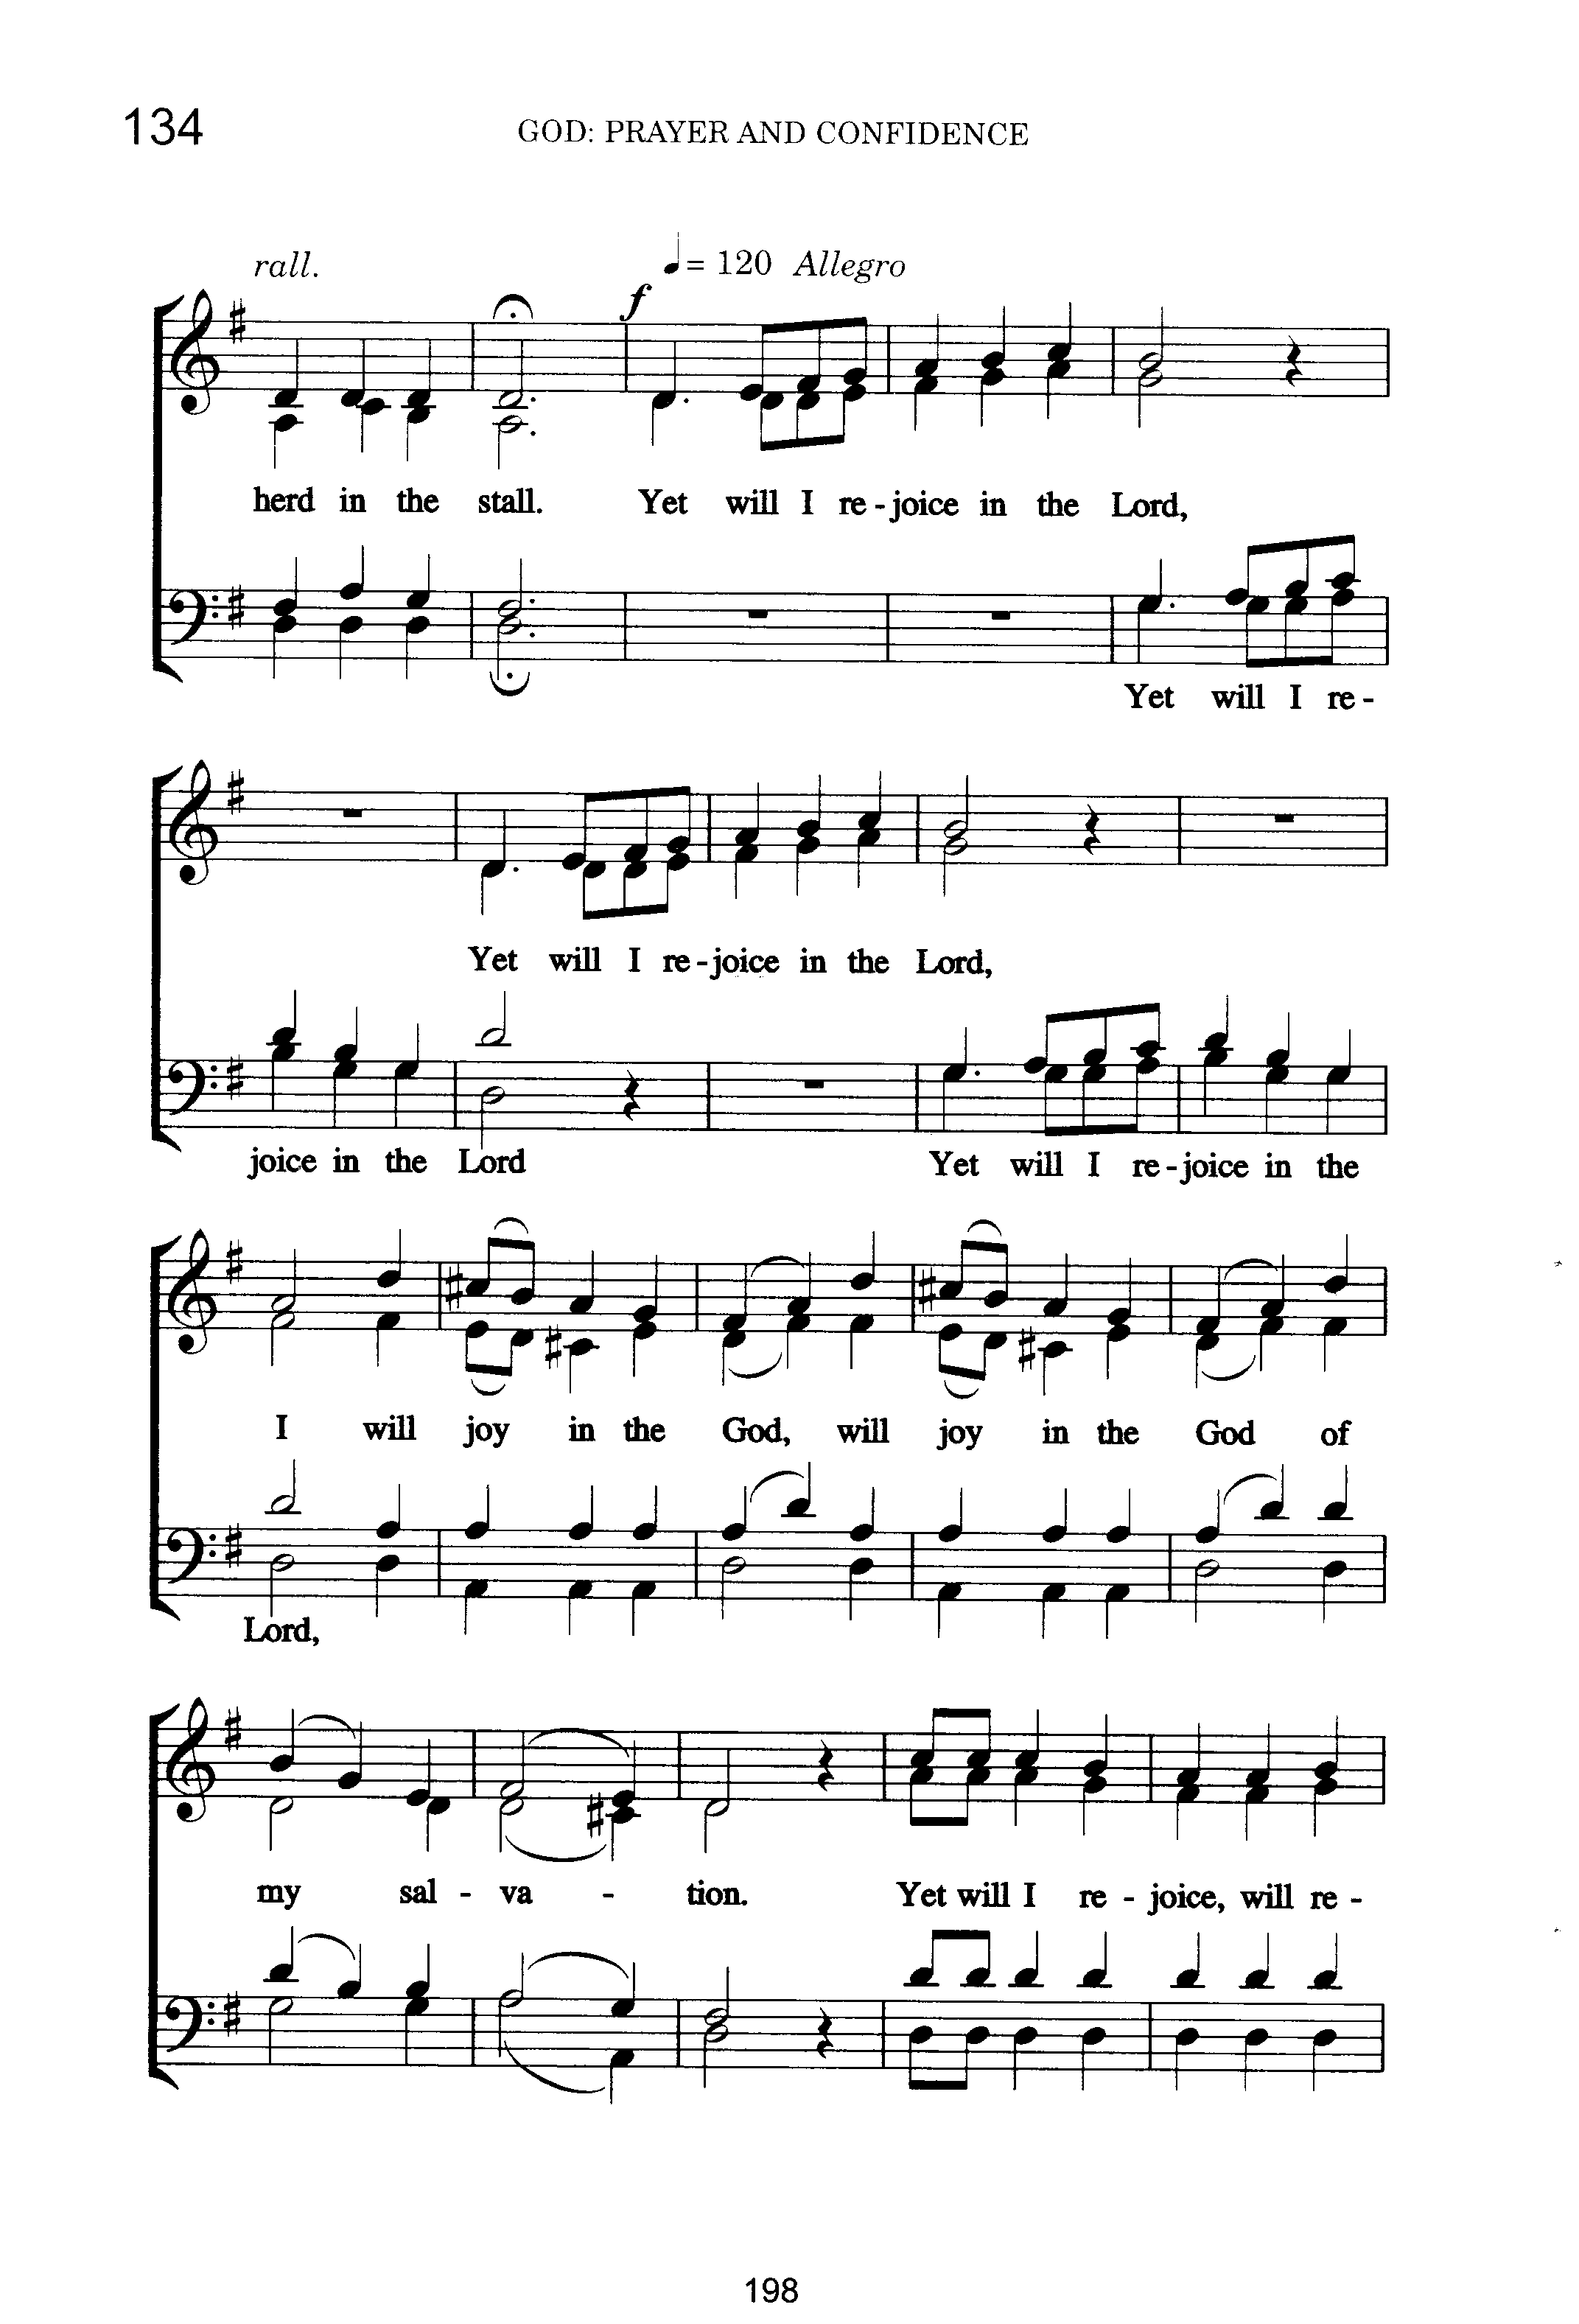 134
GOD: PRAYER AND CONFIDENCE
rall.
f
= 120 Allegro
herd in the stall. Yet will I re - joice in the Lord,
Yet will I re -
Yet will I re - joice in the Lord,
joice in the Lord Yet will I re - joice in the
I will joy in the God, will joy in the God of
Lord,
my sal - va - tion. Yet will I re - joice, will re -
198